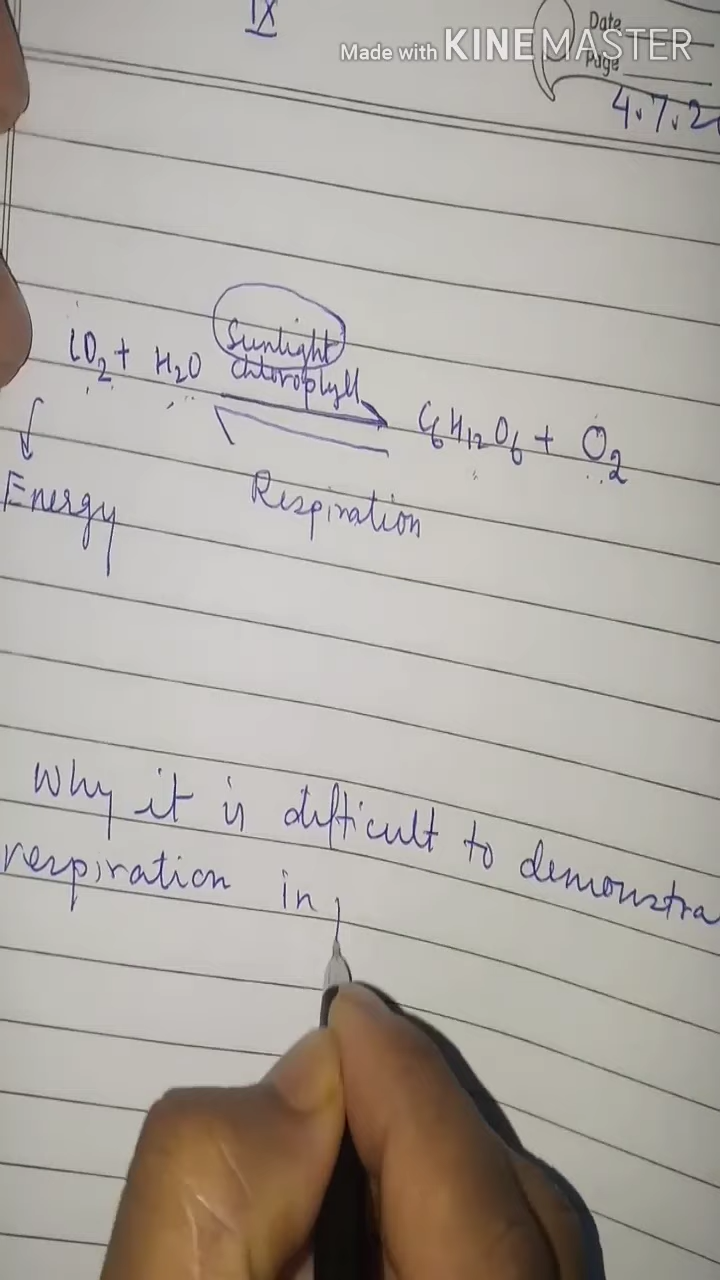 IX
Made with KINEMASTER
Date
Page
4.7.20
Sunlight
CO2 + H2O chlorophyll C6H12O6 + O2
Energy Respiration
Why it is difficult to demonstra
respiration in